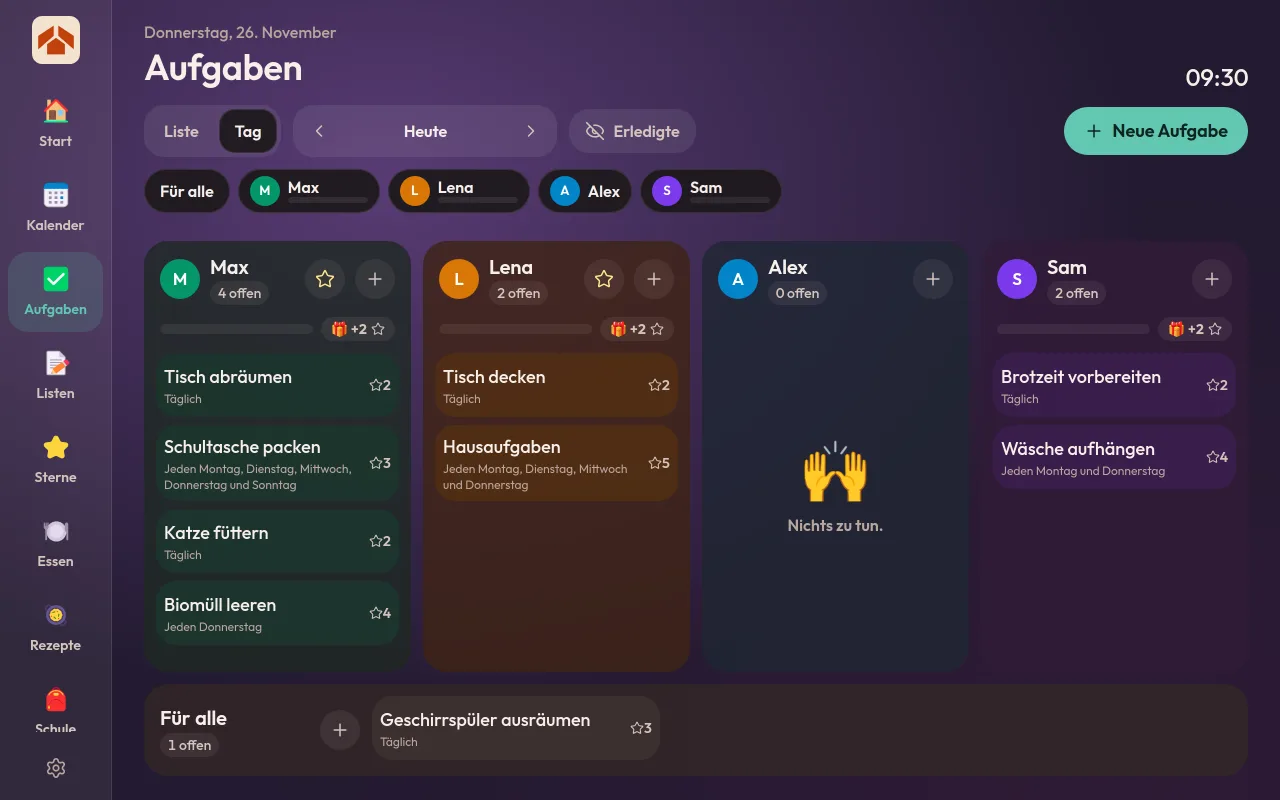 Donnerstag, 26. November
Aufgaben
09:30
Liste
Tag
Heute
Erledigte
Neue Aufgabe
Für alle
M
Max
L
Lena
A
Alex
S
Sam
Start
Kalender
Aufgaben
Listen
Sterne
Essen
Rezepte
Schule
M
Max
4 offen
+2
Tisch abräumen
Täglich
2
Schultasche packen
Jeden Montag, Dienstag, Mittwoch,
Donnerstag und Sonntag
3
Katze füttern
Täglich
2
Biomüll leeren
Jeden Donnerstag
4
L
Lena
2 offen
+2
Tisch decken
Täglich
2
Hausaufgaben
Jeden Montag, Dienstag, Mittwoch
und Donnerstag
5
A
Alex
0 offen
Nichts zu tun.
S
Sam
2 offen
+2
Brotzeit vorbereiten
Täglich
2
Wäsche aufhängen
Jeden Montag und Donnerstag
4
Für alle
1 offen
Geschirrspüler ausräumen
Täglich
3